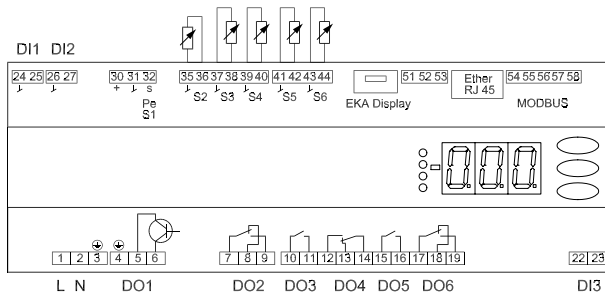 DI1 DI2
24 25 26 27 30 31 32 35 36 37 38 39 40 41 42 43 44 51 52 53 Ether 54 55 56 57 58
RJ 45
+ s S2 S3 S4 S5 S6 EKA Display MODBUS
Pe
S1
1 2 3 4 5 6 7 8 9 10 11 12 13 14 15 16 17 18 19 22 23
L N DO1 DO2 DO3 DO4 DO5 DO6 DI3